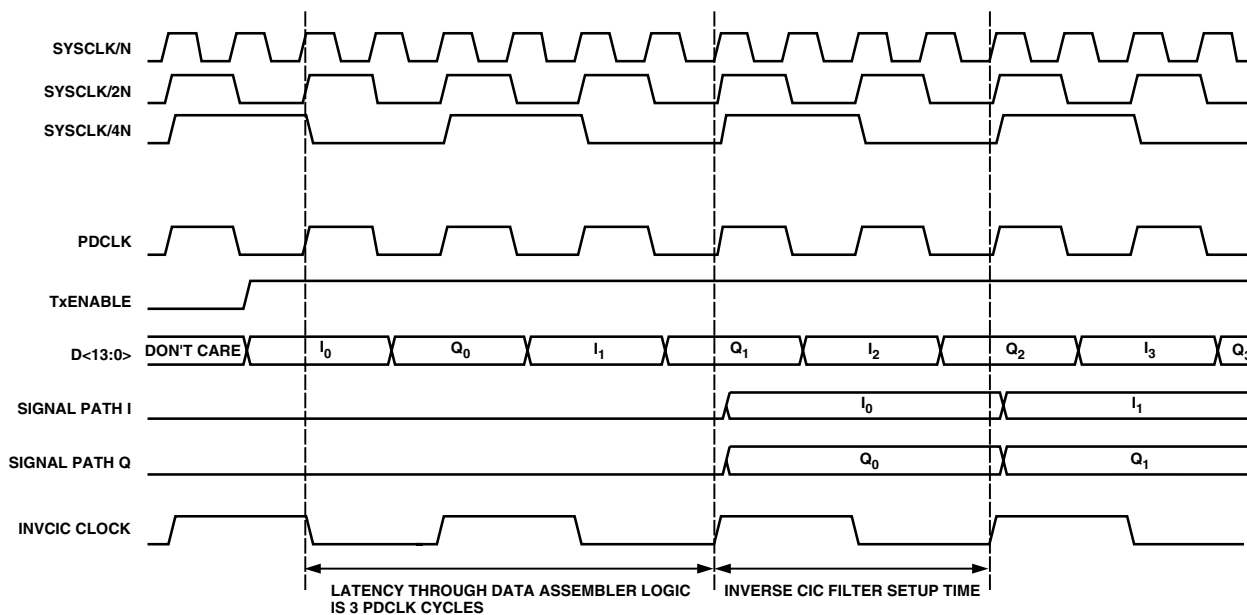 SYSCLK/N
SYSCLK/2N
SYSCLK/4N
PDCLK
TxENABLE
D<13:0> DON'T CARE I0 Q0 I1 Q1 I2 Q2 I3 Q3
SIGNAL PATH I I0 I1
SIGNAL PATH Q Q0 Q1
INVCIC CLOCK
LATENCY THROUGH DATA ASSEMBLER LOGIC
IS 3 PDCLK CYCLES
INVERSE CIC FILTER SETUP TIME